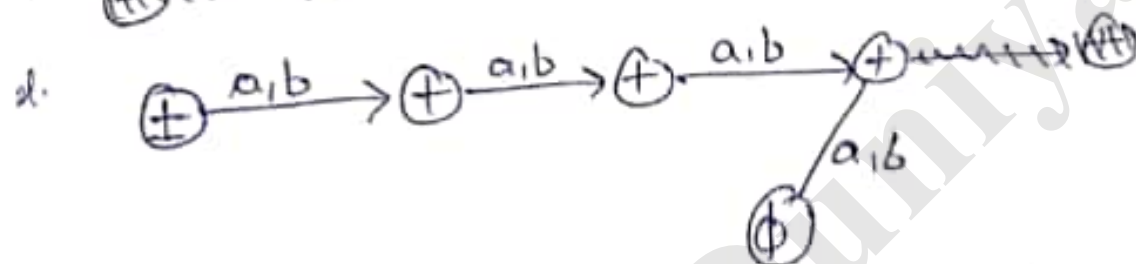 d.
± a,b + a,b + a,b +
a,b
ϕ